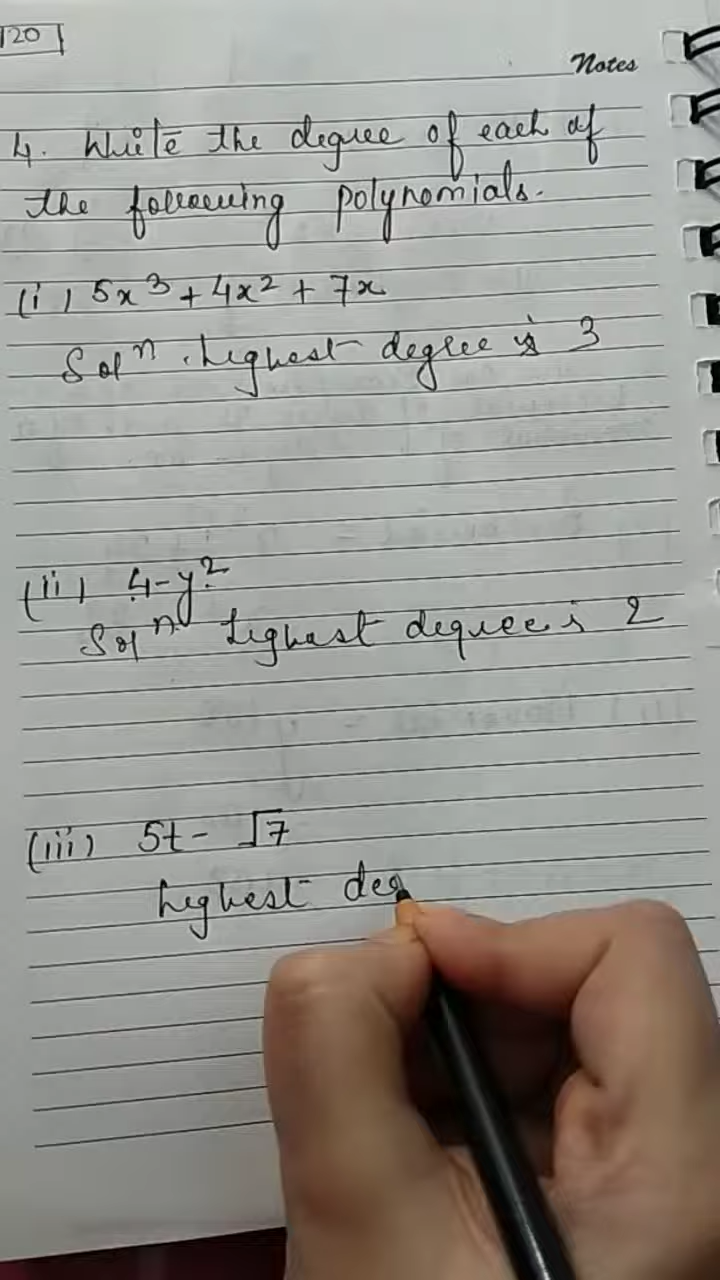 120
Notes
4. Write the degree of each of
the following polynomials.
(i) 5x³ + 4x² + 7x
Solⁿ. highest degree is 3
(ii) 4-y²
Solⁿ highest degree is 2
(iii) 5t - √7
highest deg